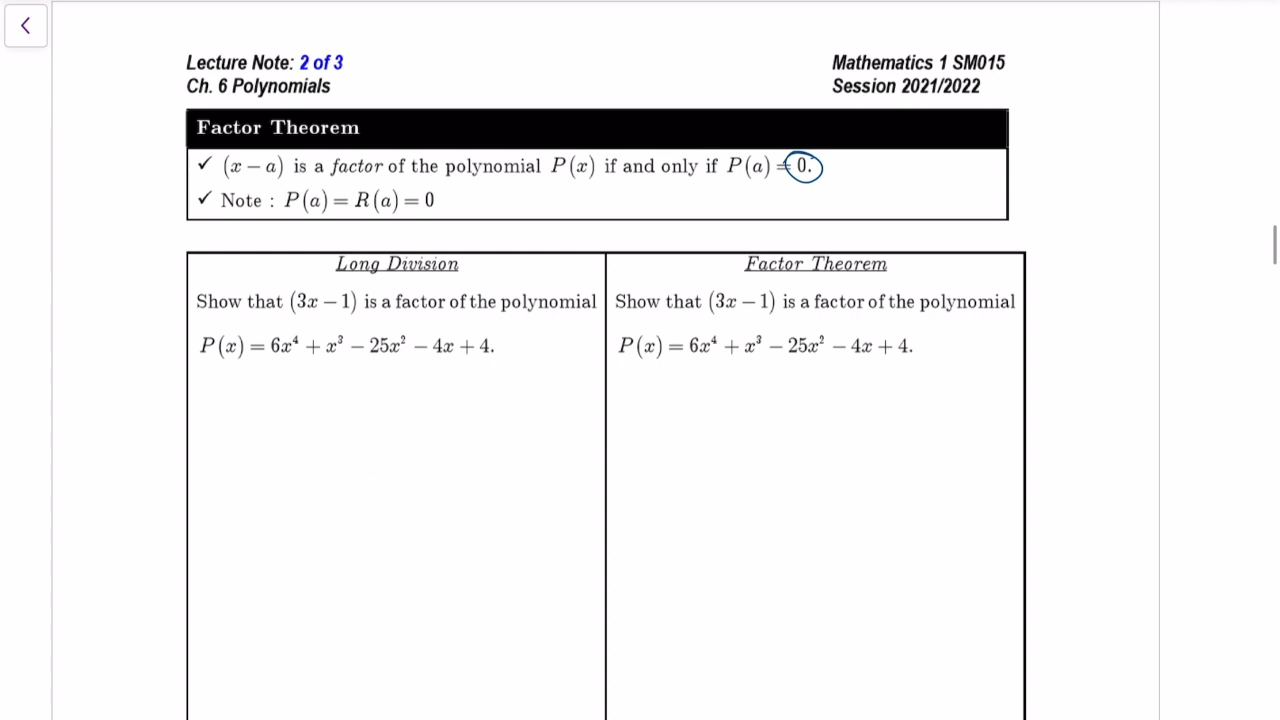 Lecture Note: 2 of 3
Mathematics 1 SM015
Ch. 6 Polynomials
Session 2021/2022
Factor Theorem
✓ (x − a) is a factor of the polynomial P(x) if and only if P(a) = 0.
✓ Note : P(a) = R(a) = 0
Long Division
Show that (3x − 1) is a factor of the polynomial
P(x) = 6x⁴ + x³ − 25x² − 4x + 4.
Factor Theorem
Show that (3x − 1) is a factor of the polynomial
P(x) = 6x⁴ + x³ − 25x² − 4x + 4.